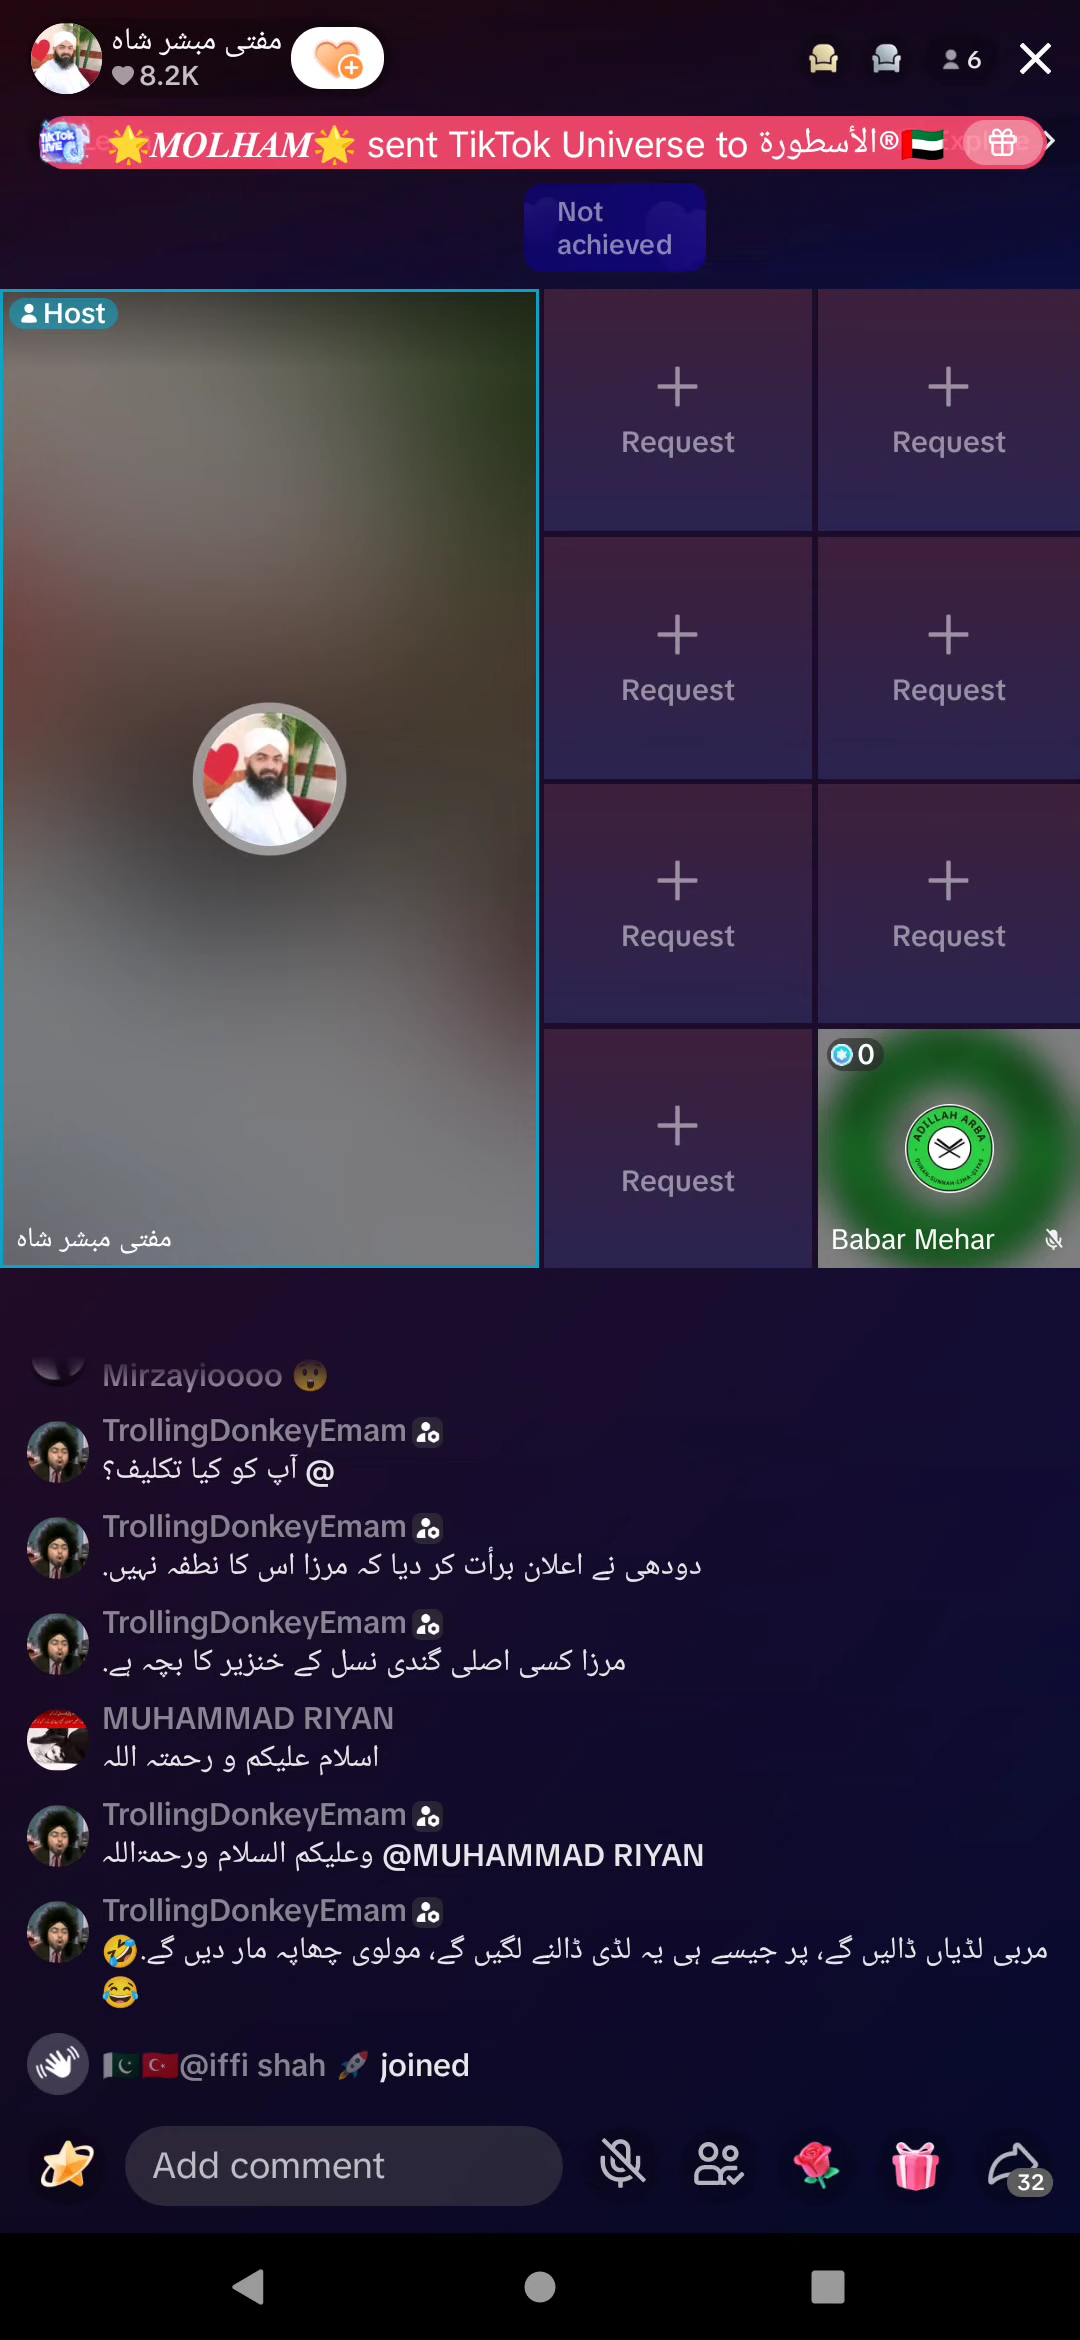 مفتی مبشر شاہ
8.2K
6
🌟MOLHAM🌟 sent TikTok Universe to الأسطورة®🇦🇪
Not
achieved
Host
Request
Request
Request
Request
Request
Request
Request
0
ADILLAH ARBA
مفتی مبشر شاہ
Babar Mehar
Mirzayioooo 😲
TrollingDonkeyEmam
@ آپ کو کیا تکلیف؟
TrollingDonkeyEmam
دودھی نے اعلان برأت کر دیا کہ مرزا اس کا نطفہ نہیں.
TrollingDonkeyEmam
مرزا کسی اصلی گندی نسل کے خنزیر کا بچہ ہے.
MUHAMMAD RIYAN
اسلام علیکم و رحمتہ اللہ
TrollingDonkeyEmam
@MUHAMMAD RIYAN وعلیکم السلام ورحمۃاللہ
TrollingDonkeyEmam
مربی لڈیاں ڈالیں گے، پر جیسے ہی یہ لڈی ڈالنے لگیں گے، مولوی چھاپہ مار دیں گے.🤣
😂
🇵🇰🇹🇷@iffi shah 🚀 joined
Add comment
32